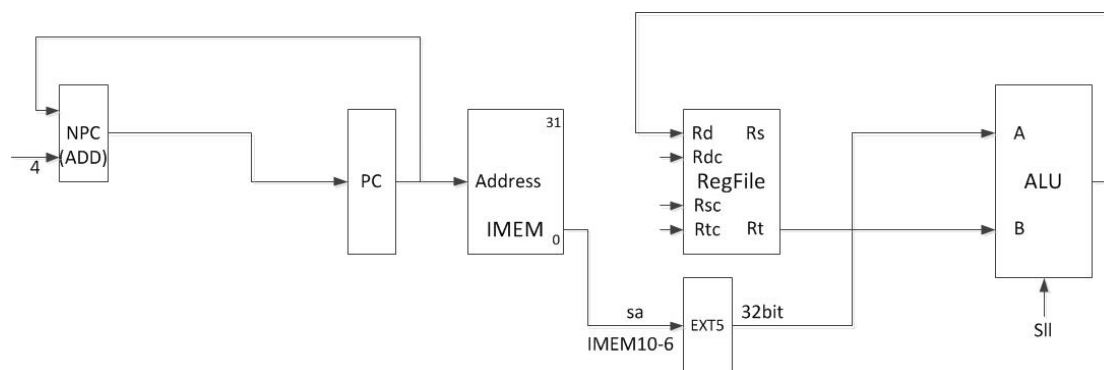 NPC
(ADD)
4
PC
31
Address
IMEM
0
Rd Rs
Rdc
RegFile
Rsc
Rtc Rt
A
ALU
B
sa
IMEM10-6
EXT5
32bit
Sll